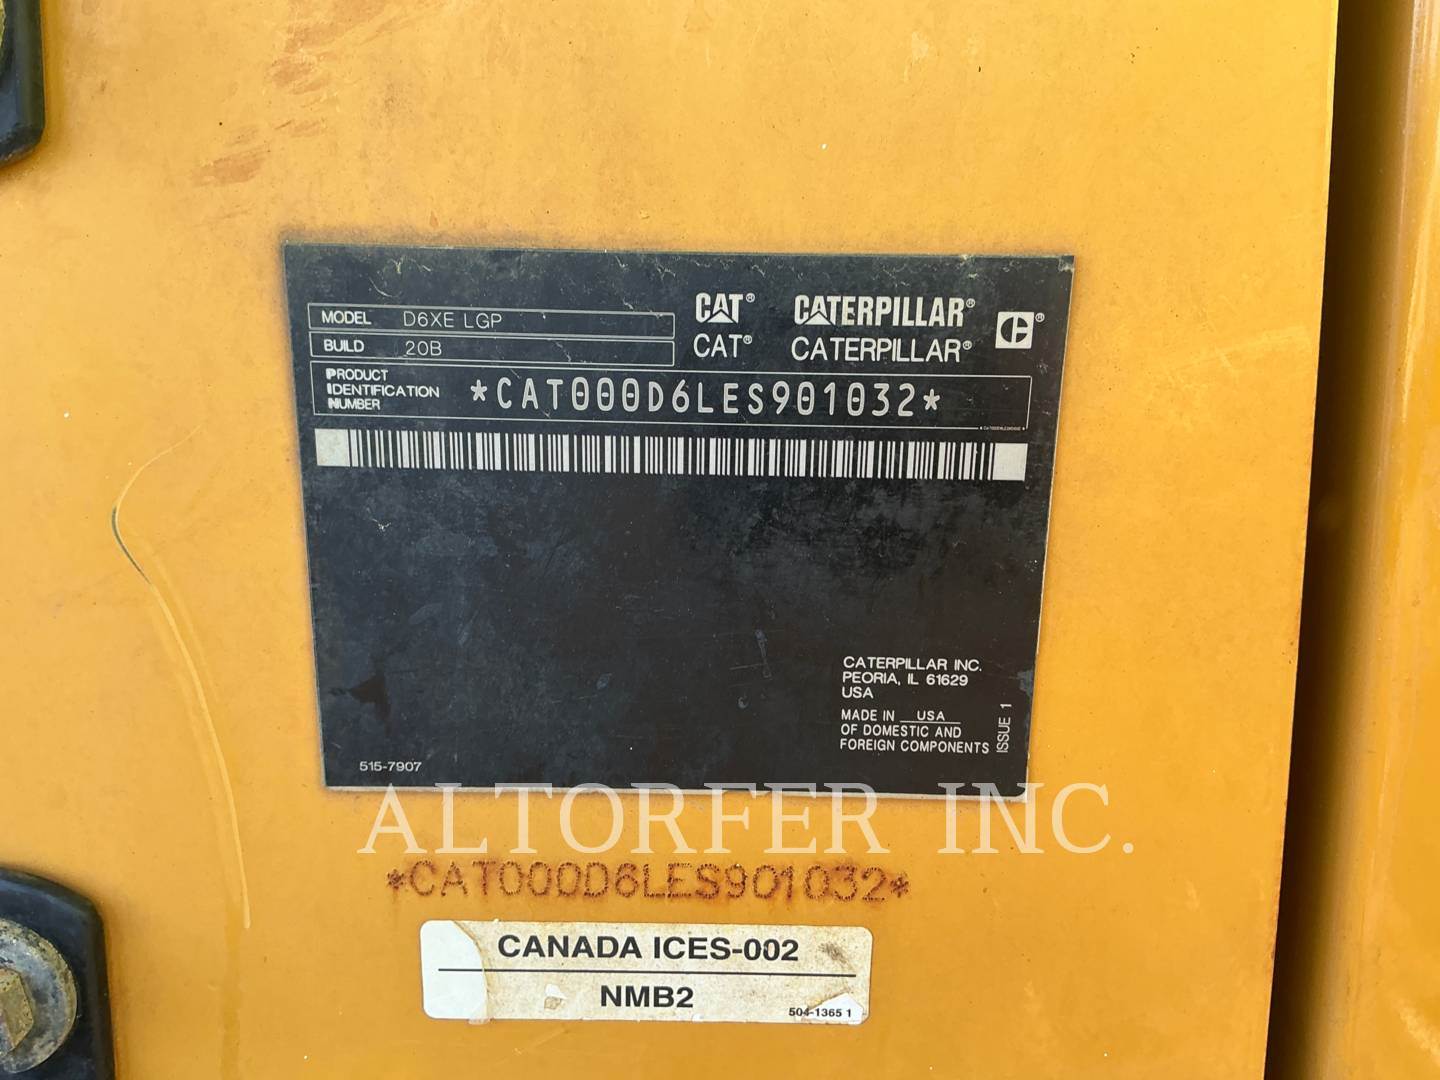 MODEL D6XE LGP
BUILD 20B
CAT® CATERPILLAR®
CAT® CATERPILLAR®
C ®
PRODUCT
IDENTIFICATION
NUMBER
*CAT000D6LES901032*
CATERPILLAR INC.
PEORIA, IL 61629
USA
MADE IN USA
OF DOMESTIC AND
FOREIGN COMPONENTS
ISSUE 1
515-7907
ALTORFER INC.
*CAT000D6LES901032*
CANADA ICES-002
NMB2
504-1365 1